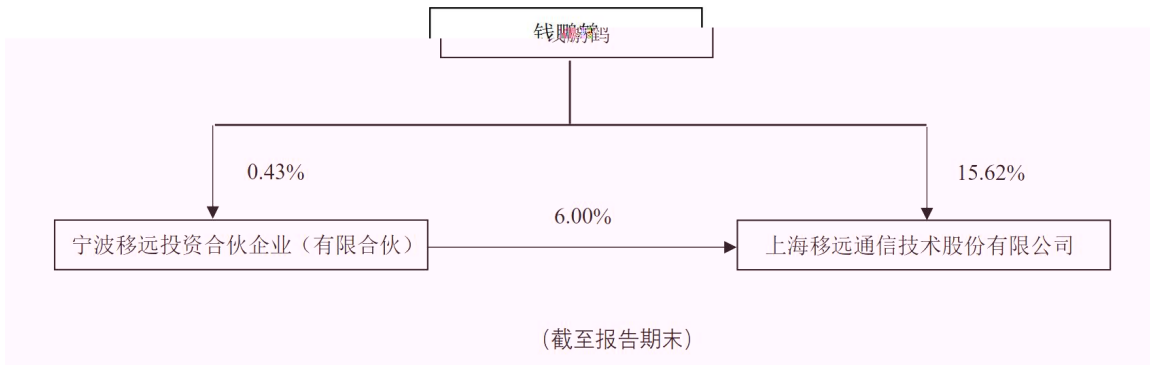 钱鹏鹤
0.43%
15.62%
6.00%
宁波移远投资合伙企业（有限合伙）
上海移远通信技术股份有限公司
（截至报告期末）